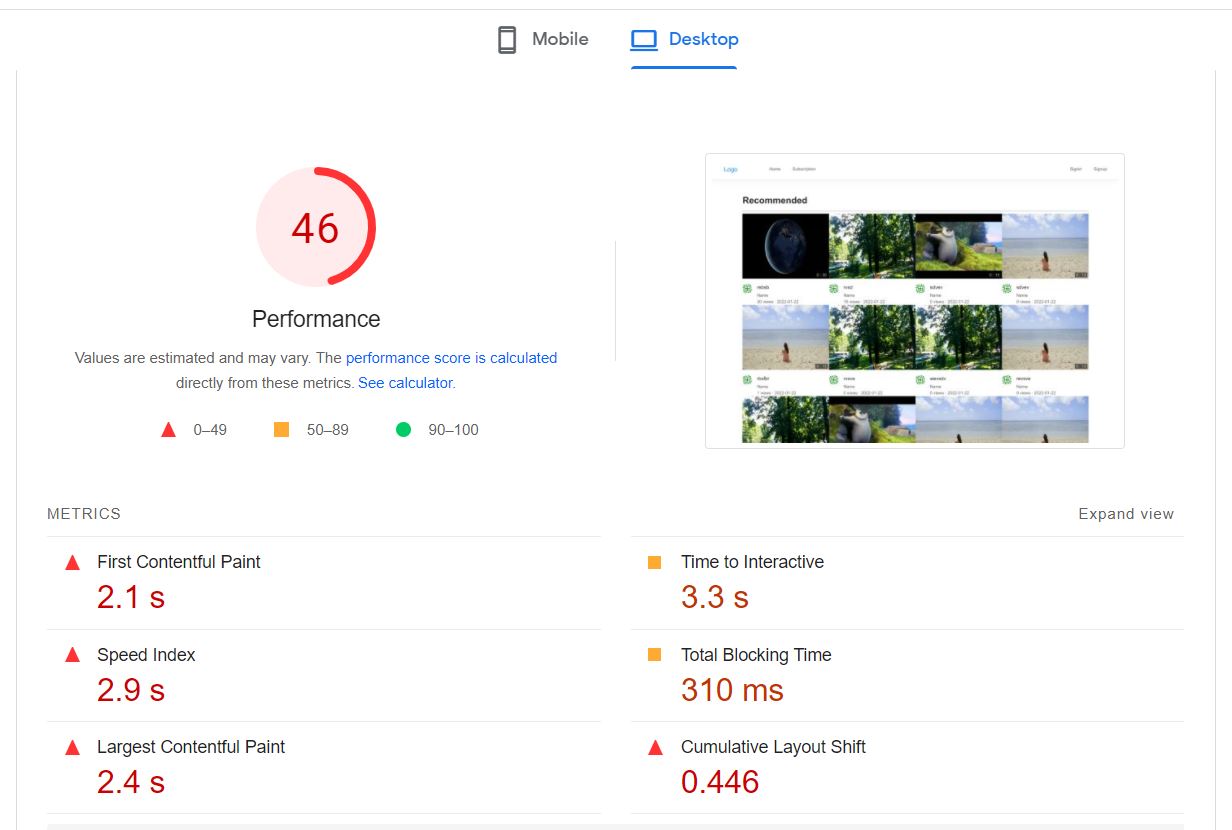 Mobile
Desktop
46
Performance
Values are estimated and may vary. The performance score is calculated
directly from these metrics. See calculator.
0–49
50–89
90–100
Logo
Home
Subscription
Signup
Recommended
METRICS
Expand view
First Contentful Paint
2.1 s
Time to Interactive
3.3 s
Speed Index
2.9 s
Total Blocking Time
310 ms
Largest Contentful Paint
2.4 s
Cumulative Layout Shift
0.446